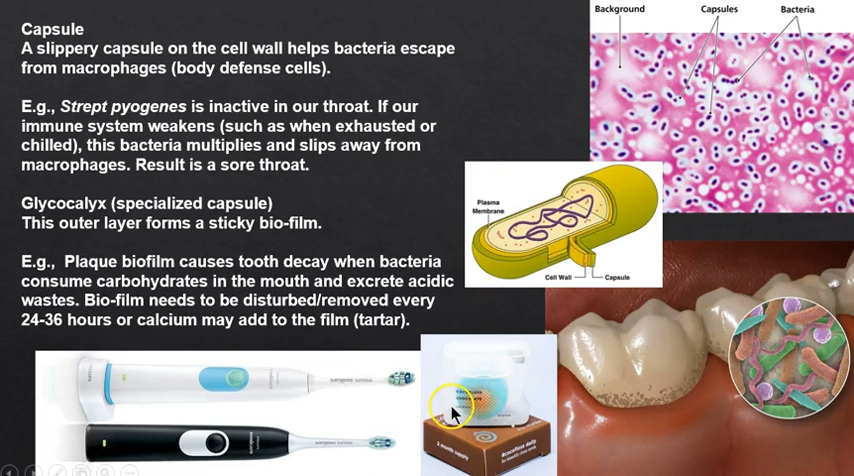 Capsule
A slippery capsule on the cell wall helps bacteria escape
from macrophages (body defense cells).
E.g., Strept pyogenes is inactive in our throat. If our
immune system weakens (such as when exhausted or
chilled), this bacteria multiplies and slips away from
macrophages. Result is a sore throat.
Glycocalyx (specialized capsule)
This outer layer forms a sticky bio-film.
E.g., Plaque biofilm causes tooth decay when bacteria
consume carbohydrates in the mouth and excrete acidic
wastes. Bio-film needs to be disturbed/removed every
24-36 hours or calcium may add to the film (tartar).
Background Capsules Bacteria
Plasma
Membrane
Cell Wall Capsule
2-month supply
#cocofloss daily